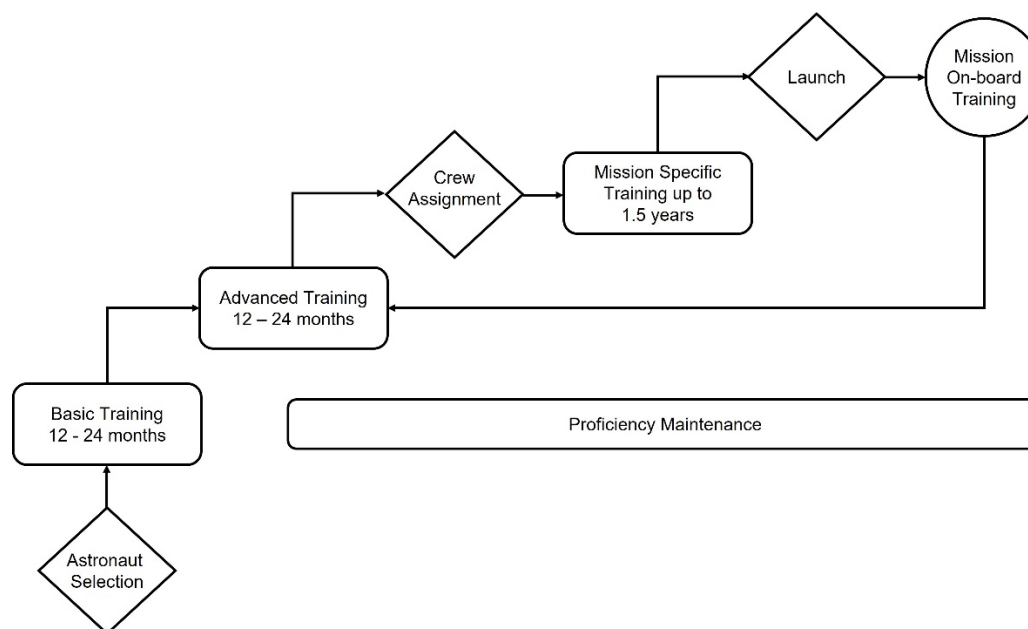 Mission
On-board
Training
Launch
Crew
Assignment
Mission Specific
Training up to
1.5 years
Advanced Training
12 – 24 months
Basic Training
12 - 24 months
Proficiency Maintenance
Astronaut
Selection